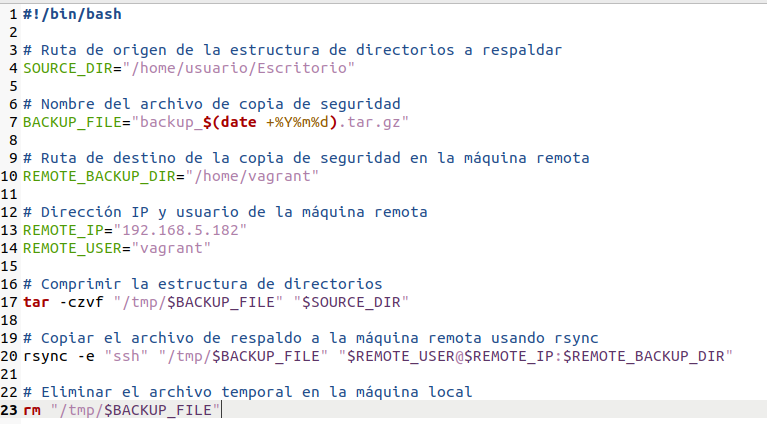 1 #!/bin/bash
2
3 # Ruta de origen de la estructura de directorios a respaldar
4 SOURCE_DIR="/home/usuario/Escritorio"
5
6 # Nombre del archivo de copia de seguridad
7 BACKUP_FILE="backup_$(date +%Y%m%d).tar.gz"
8
9 # Ruta de destino de la copia de seguridad en la máquina remota
10 REMOTE_BACKUP_DIR="/home/vagrant"
11
12 # Dirección IP y usuario de la máquina remota
13 REMOTE_IP="192.168.5.182"
14 REMOTE_USER="vagrant"
15
16 # Comprimir la estructura de directorios
17 tar -czvf "/tmp/$BACKUP_FILE" "$SOURCE_DIR"
18
19 # Copiar el archivo de respaldo a la máquina remota usando rsync
20 rsync -e "ssh" "/tmp/$BACKUP_FILE" "$REMOTE_USER@$REMOTE_IP:$REMOTE_BACKUP_DIR"
21
22 # Eliminar el archivo temporal en la máquina local
23 rm "/tmp/$BACKUP_FILE"